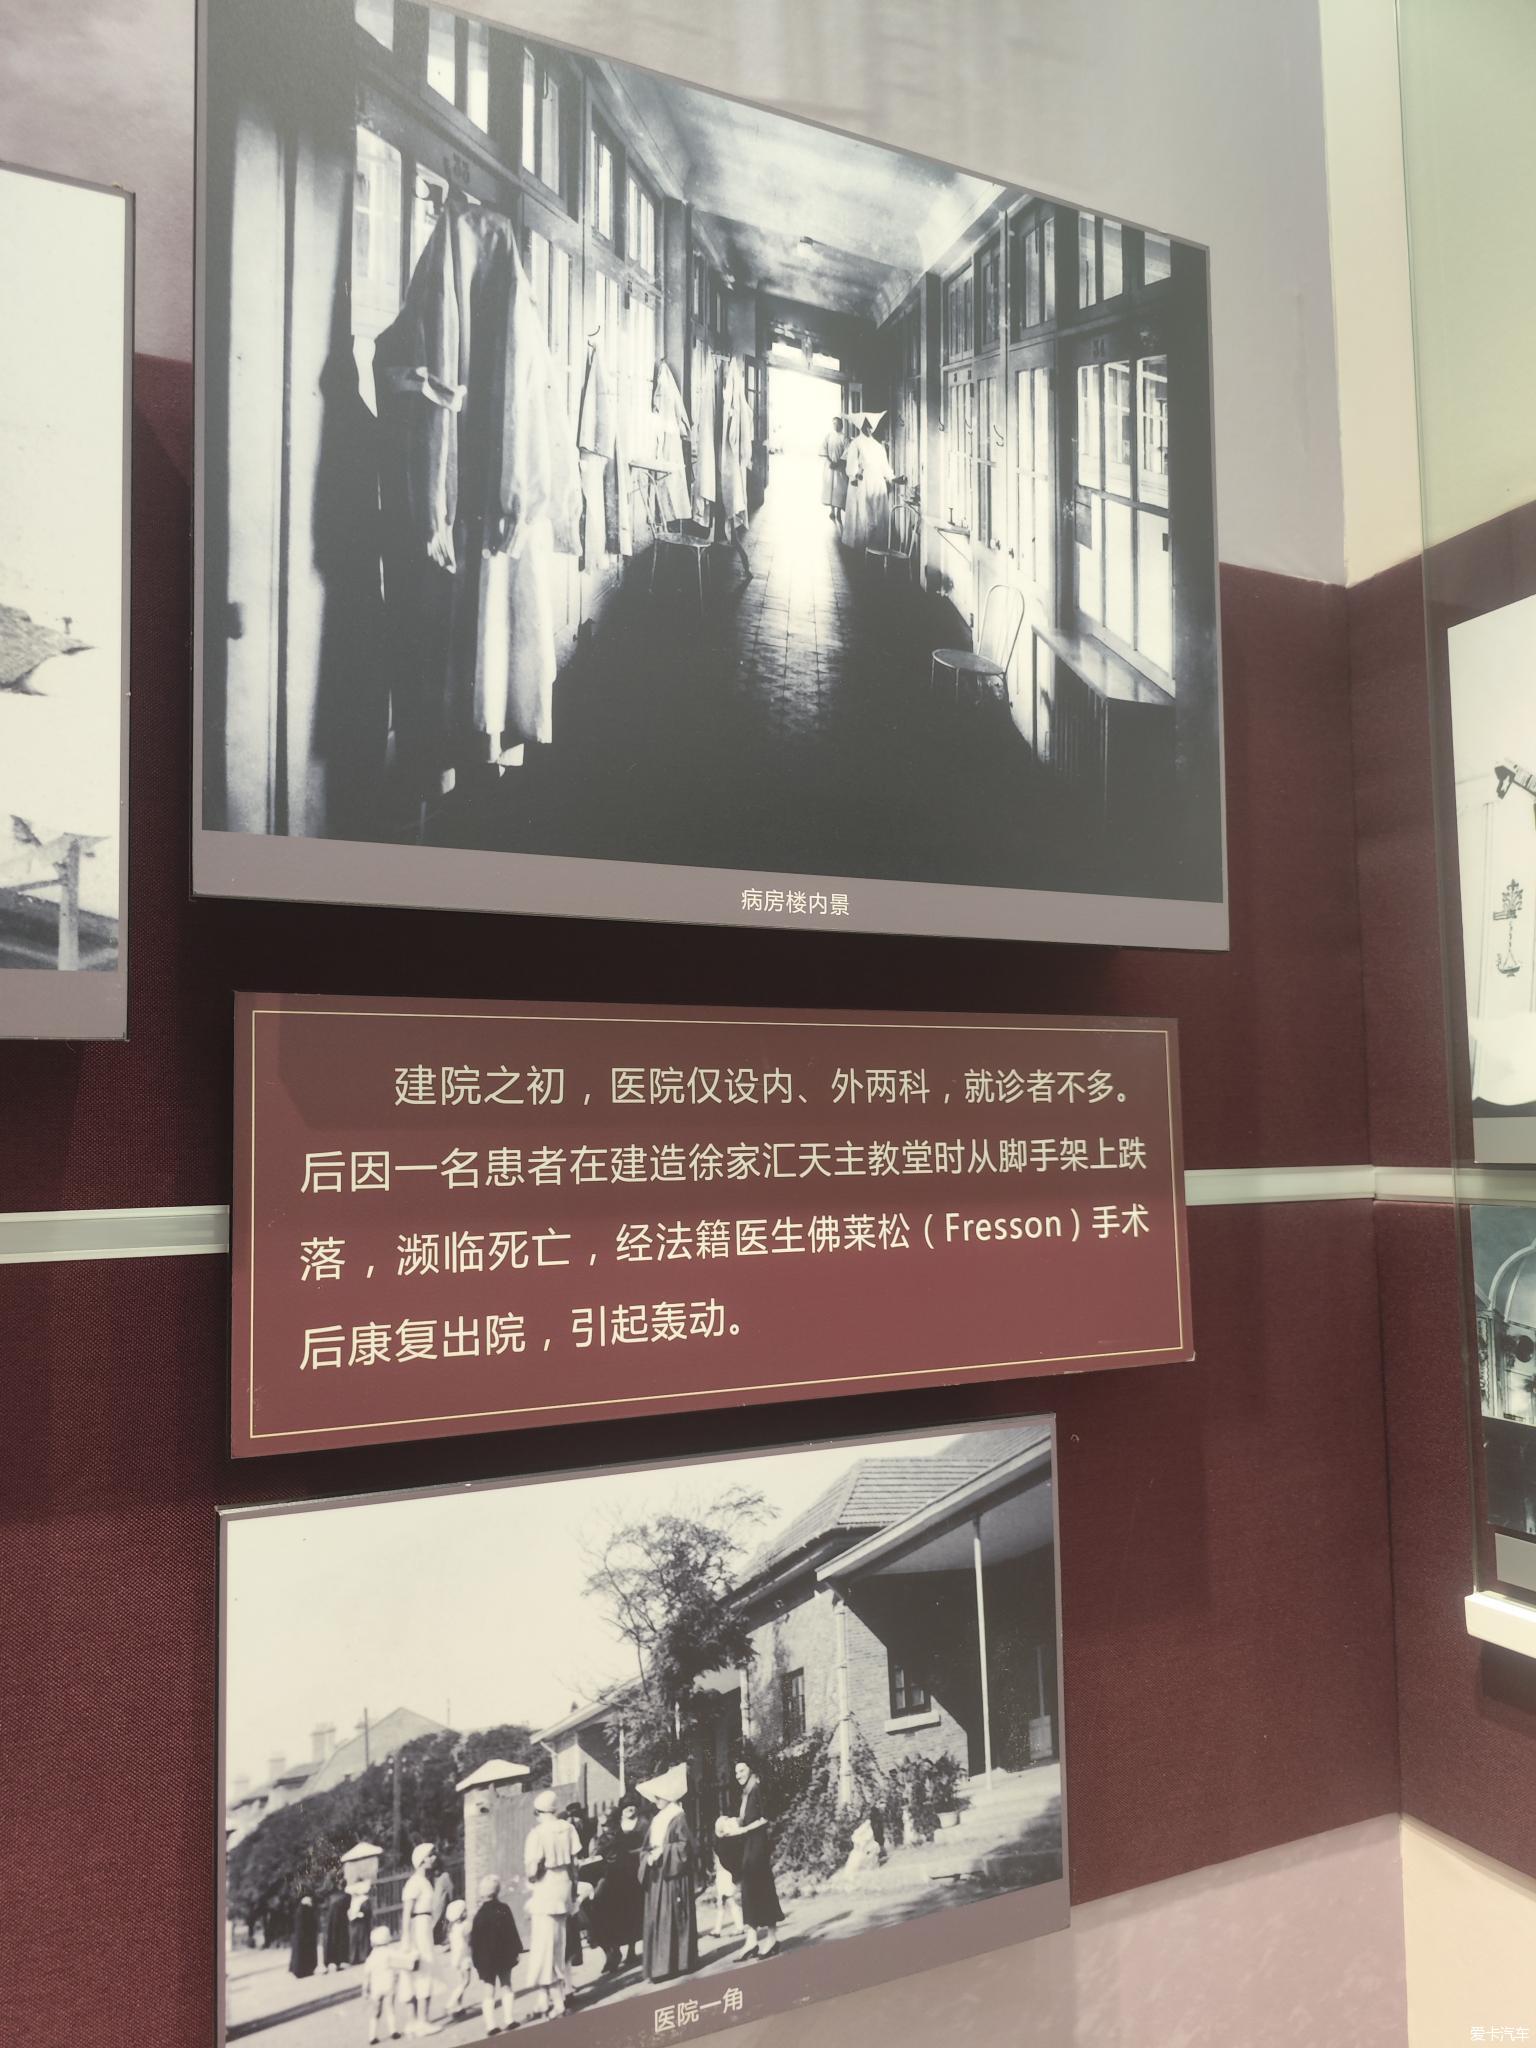 33
31
病房楼内景
建院之初，医院仅设内、外两科，就诊者不多。
后因一名患者在建造徐家汇天主教堂时从脚手架上跌
落，濒临死亡，经法籍医生佛莱松（Fresson）手术
后康复出院，引起轰动。
医院一角
爱卡汽车